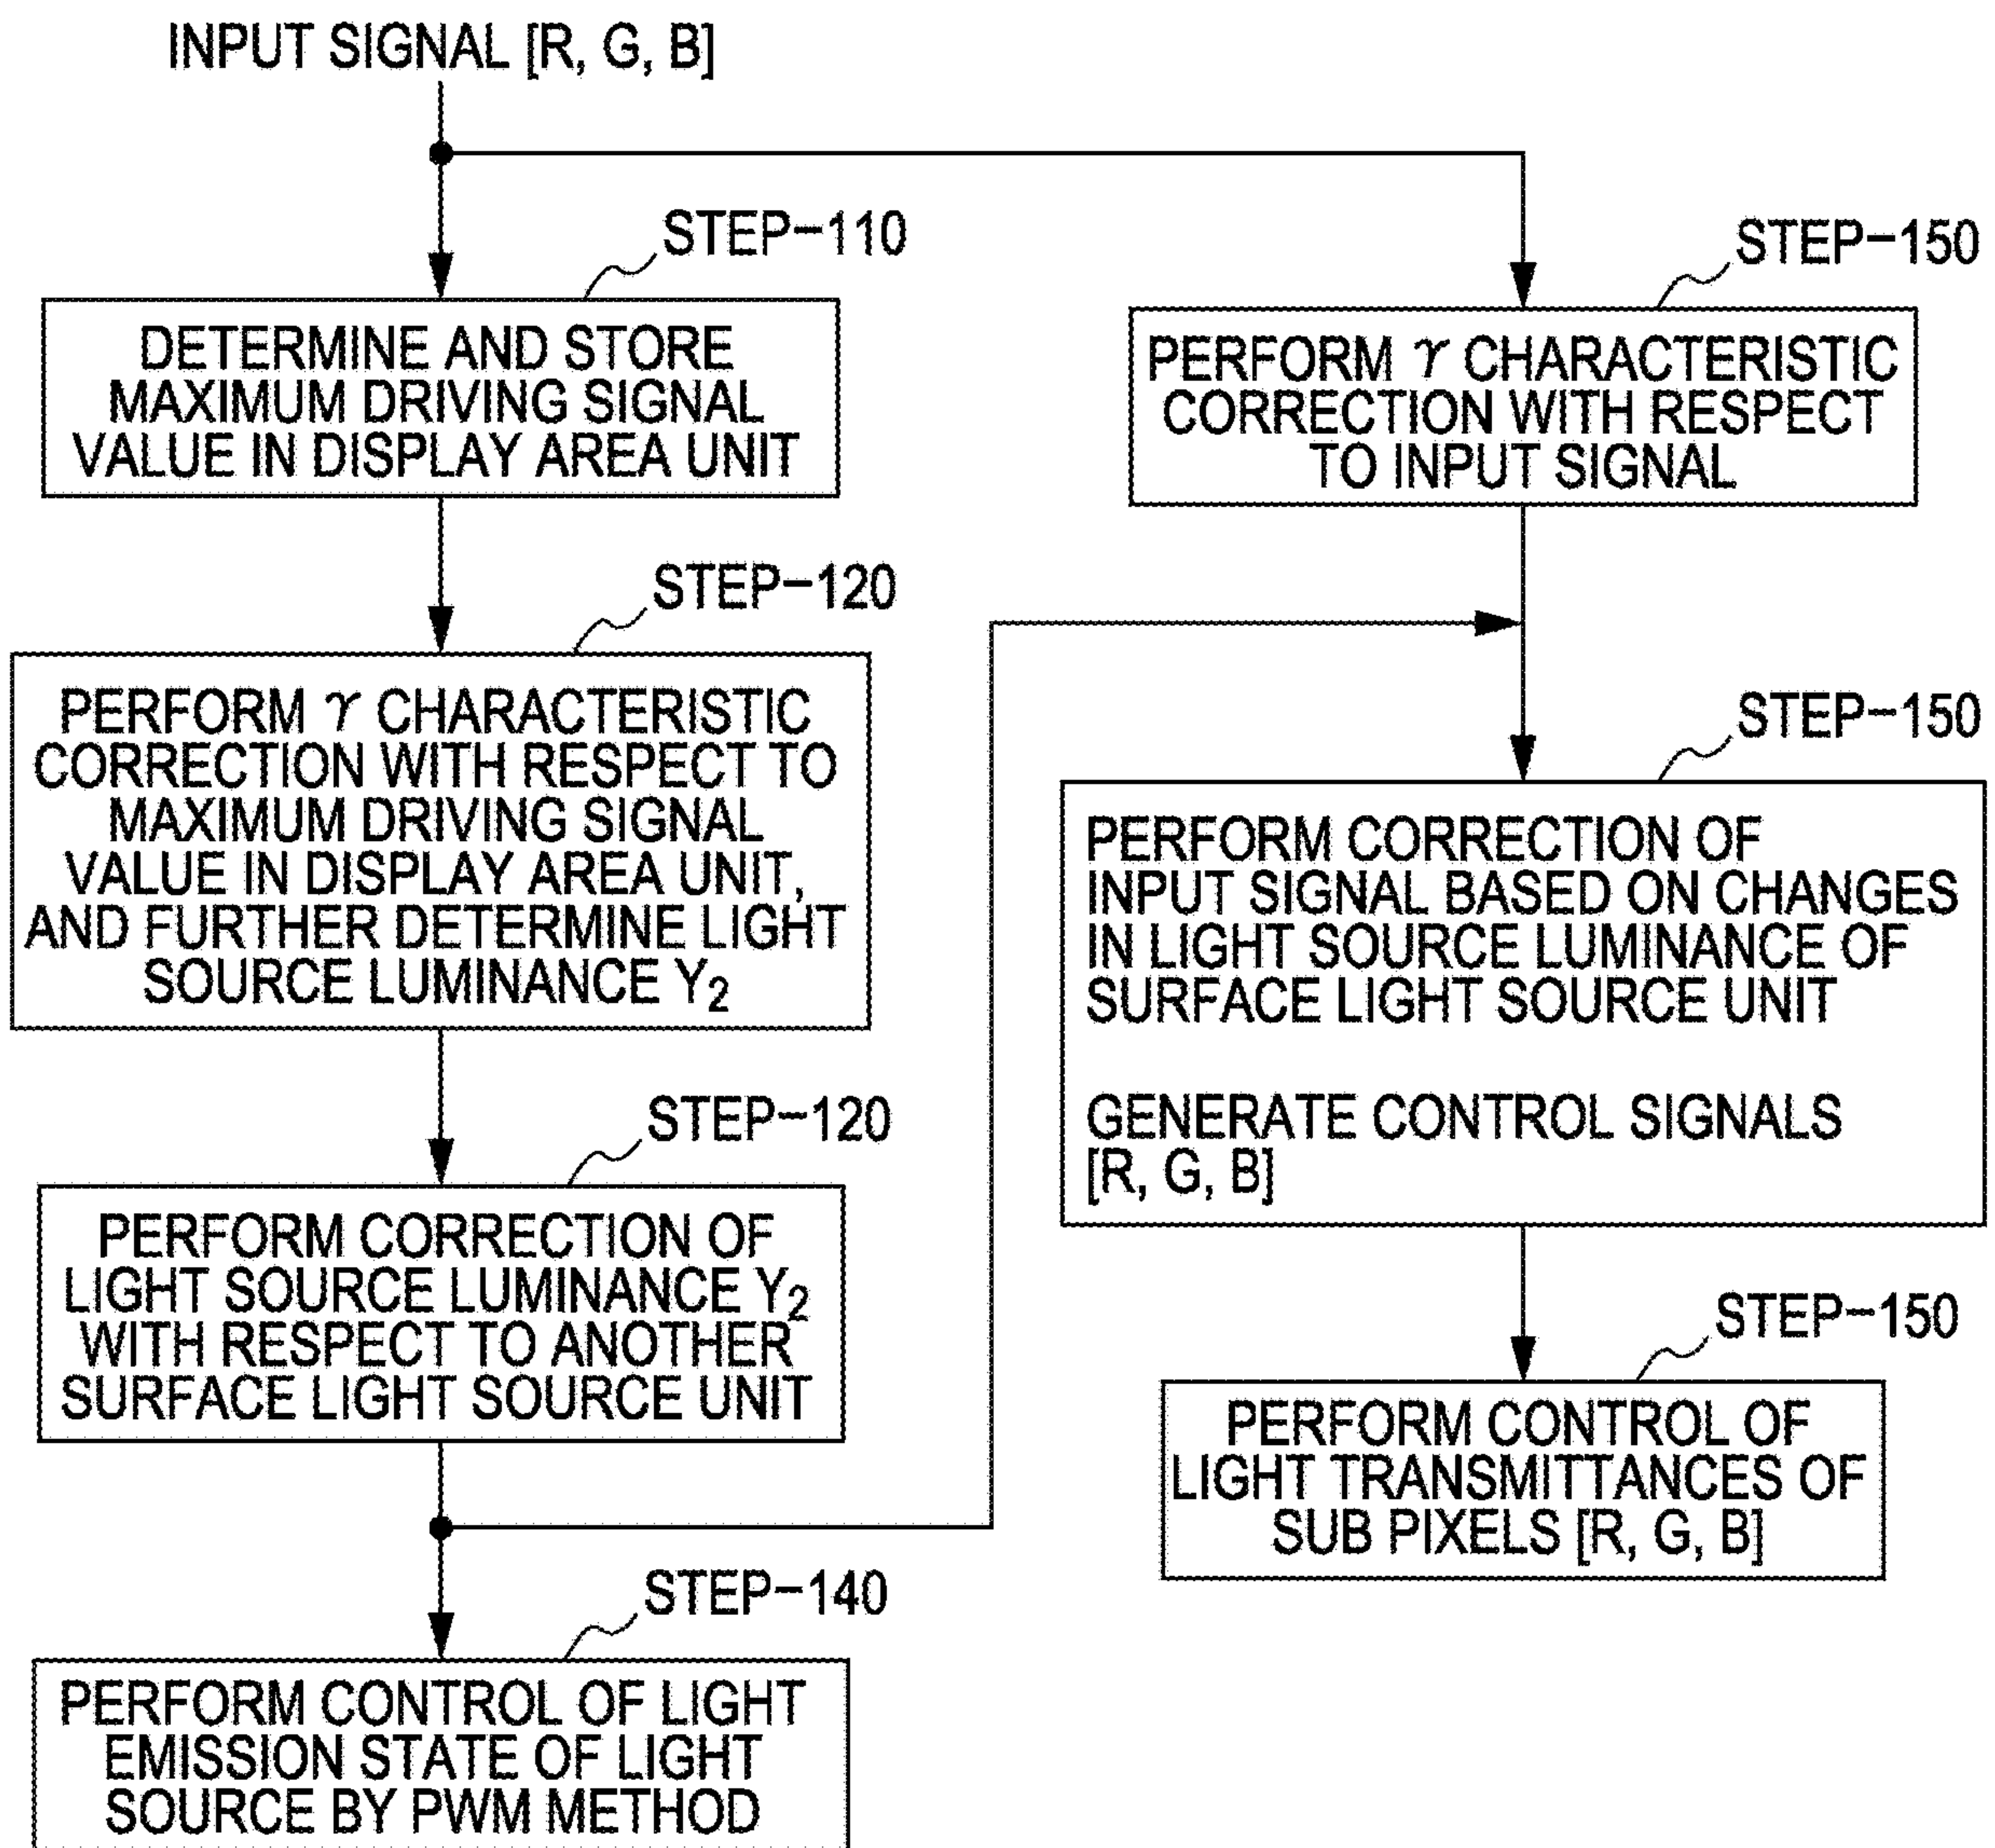 INPUT SIGNAL [R, G, B]
STEP-110
DETERMINE AND STORE
MAXIMUM DRIVING SIGNAL
VALUE IN DISPLAY AREA UNIT
STEP-120
PERFORM γ CHARACTERISTIC
CORRECTION WITH RESPECT TO
MAXIMUM DRIVING SIGNAL
VALUE IN DISPLAY AREA UNIT,
AND FURTHER DETERMINE LIGHT
SOURCE LUMINANCE Y₂
STEP-120
PERFORM CORRECTION OF
LIGHT SOURCE LUMINANCE Y₂
WITH RESPECT TO ANOTHER
SURFACE LIGHT SOURCE UNIT
STEP-140
PERFORM CONTROL OF LIGHT
EMISSION STATE OF LIGHT
SOURCE BY PWM METHOD
STEP-150
PERFORM γ CHARACTERISTIC
CORRECTION WITH RESPECT
TO INPUT SIGNAL
STEP-150
PERFORM CORRECTION OF
INPUT SIGNAL BASED ON CHANGES
IN LIGHT SOURCE LUMINANCE OF
SURFACE LIGHT SOURCE UNIT
GENERATE CONTROL SIGNALS
[R, G, B]
STEP-150
PERFORM CONTROL OF
LIGHT TRANSMITTANCES OF
SUB PIXELS [R, G, B]